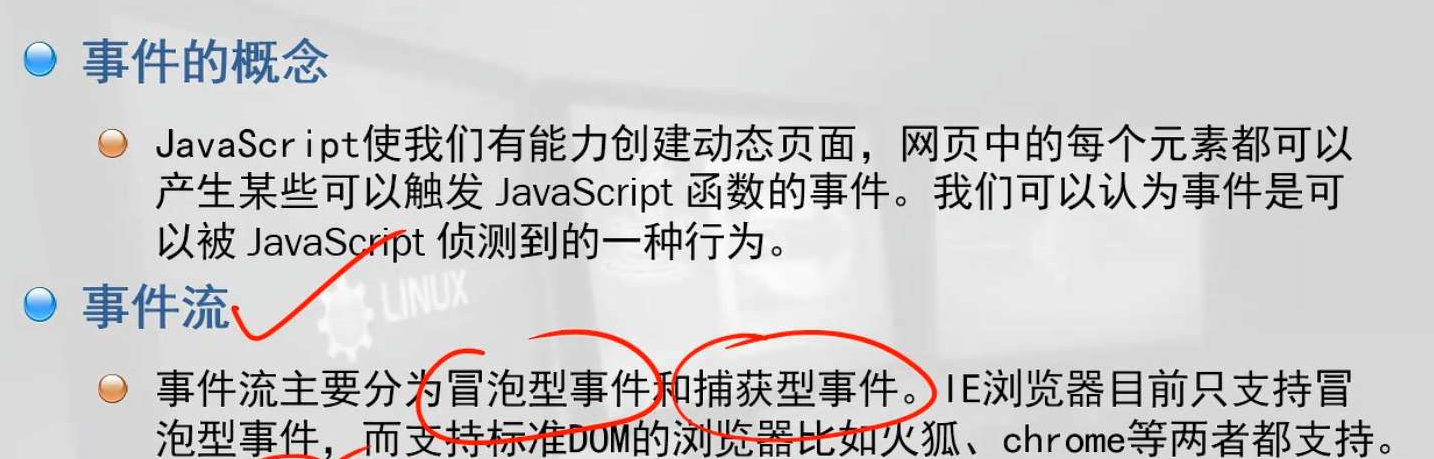 事件的概念
JavaScript使我们有能力创建动态页面，网页中的每个元素都可以
产生某些可以触发 JavaScript 函数的事件。我们可以认为事件是可
以被 JavaScript 侦测到的一种行为。
LINUX
事件流
事件流主要分为冒泡型事件和捕获型事件。IE浏览器目前只支持冒
泡型事件，而支持标准DOM的浏览器比如火狐、chrome等两者都支持。